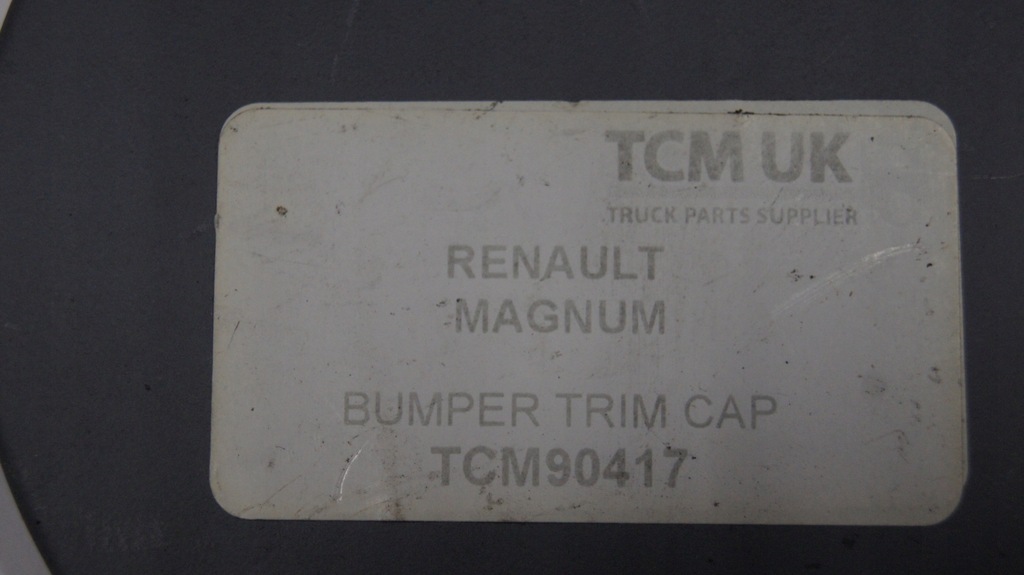 TCM UK
TRUCK PARTS SUPPLIER
RENAULT
MAGNUM
BUMPER TRIM CAP
TCM90417